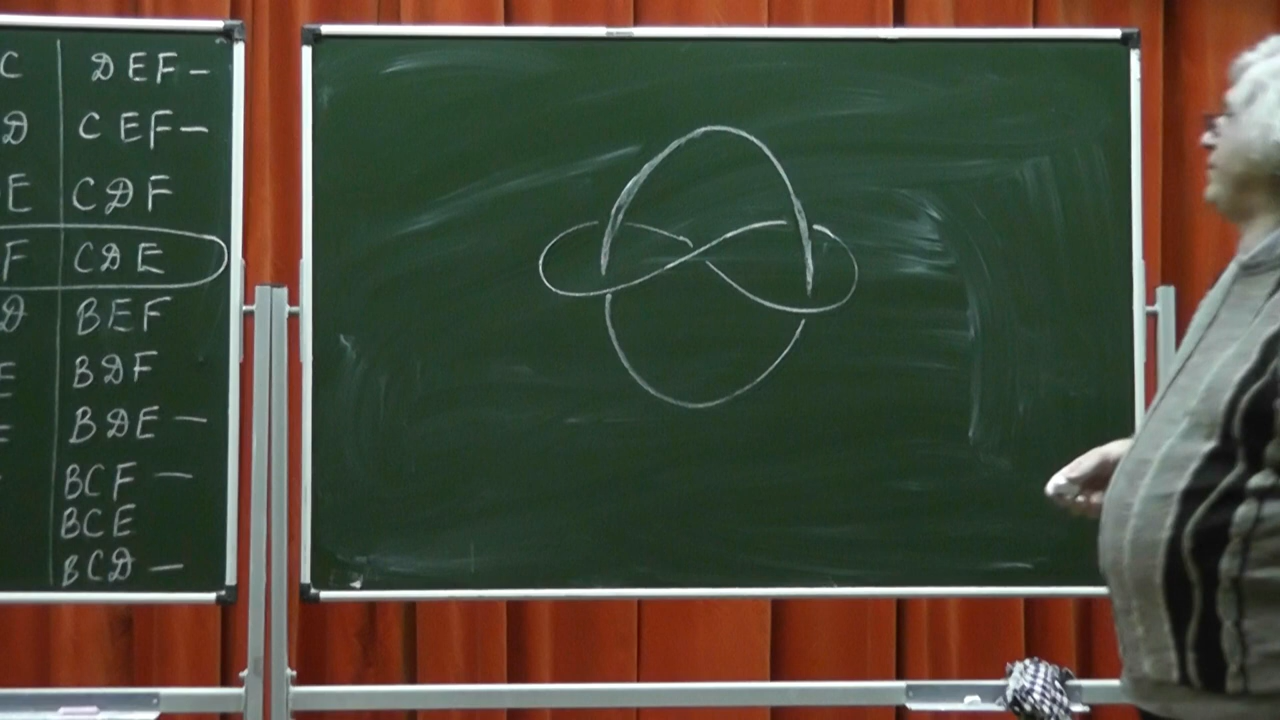 C DEF –
D CEF –
E CDF
F CDE
D BEF
E BDF
E BDE –
BCF –
BCE
BCD –